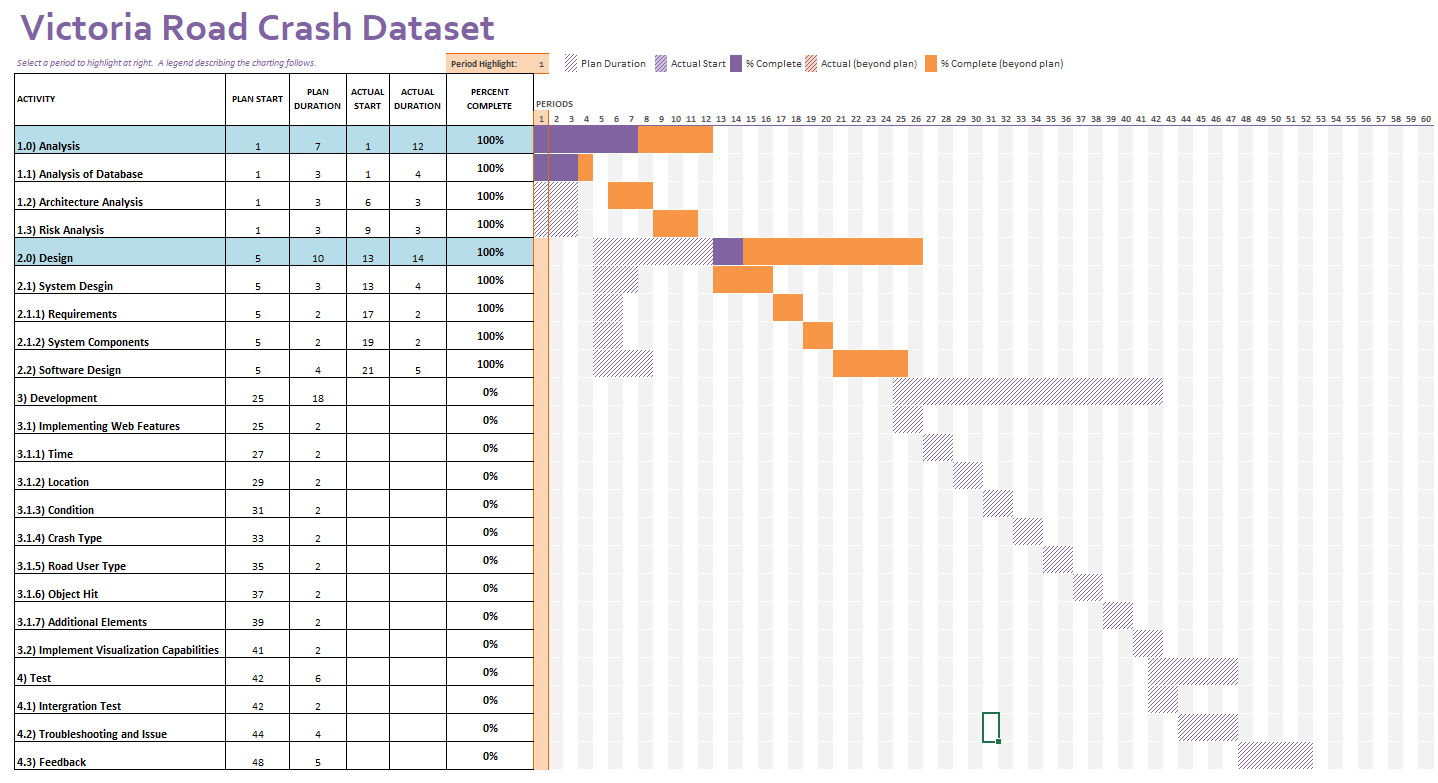 Victoria Road Crash Dataset
Select a period to highlight at right. A legend describing the charting follows. Period Highlight: 1 Plan Duration Actual Start % Complete Actual (beyond plan) % Complete (beyond plan)
ACTIVITY PLAN START PLAN DURATION ACTUAL START ACTUAL DURATION PERCENT COMPLETE PERIODS
1 2 3 4 5 6 7 8 9 10 11 12 13 14 15 16 17 18 19 20 21 22 23 24 25 26 27 28 29 30 31 32 33 34 35 36 37 38 39 40 41 42 43 44 45 46 47 48 49 50 51 52 53 54 55 56 57 58 59 60
1.0) Analysis 1 7 1 12 100%
1.1) Analysis of Database 1 3 1 4 100%
1.2) Architecture Analysis 1 3 6 3 100%
1.3) Risk Analysis 1 3 9 3 100%
2.0) Design 5 10 13 14 100%
2.1) System Desgin 5 3 13 4 100%
2.1.1) Requirements 5 2 17 2 100%
2.1.2) System Components 5 2 19 2 100%
2.2) Software Design 5 4 21 5 100%
3) Development 25 18 0%
3.1) Implementing Web Features 25 2 0%
3.1.1) Time 27 2 0%
3.1.2) Location 29 2 0%
3.1.3) Condition 31 2 0%
3.1.4) Crash Type 33 2 0%
3.1.5) Road User Type 35 2 0%
3.1.6) Object Hit 37 2 0%
3.1.7) Additional Elements 39 2 0%
3.2) Implement Visualization Capabilities 41 2 0%
4) Test 42 6 0%
4.1) Intergration Test 42 2 0%
4.2) Troubleshooting and Issue 44 4 0%
4.3) Feedback 48 5 0%